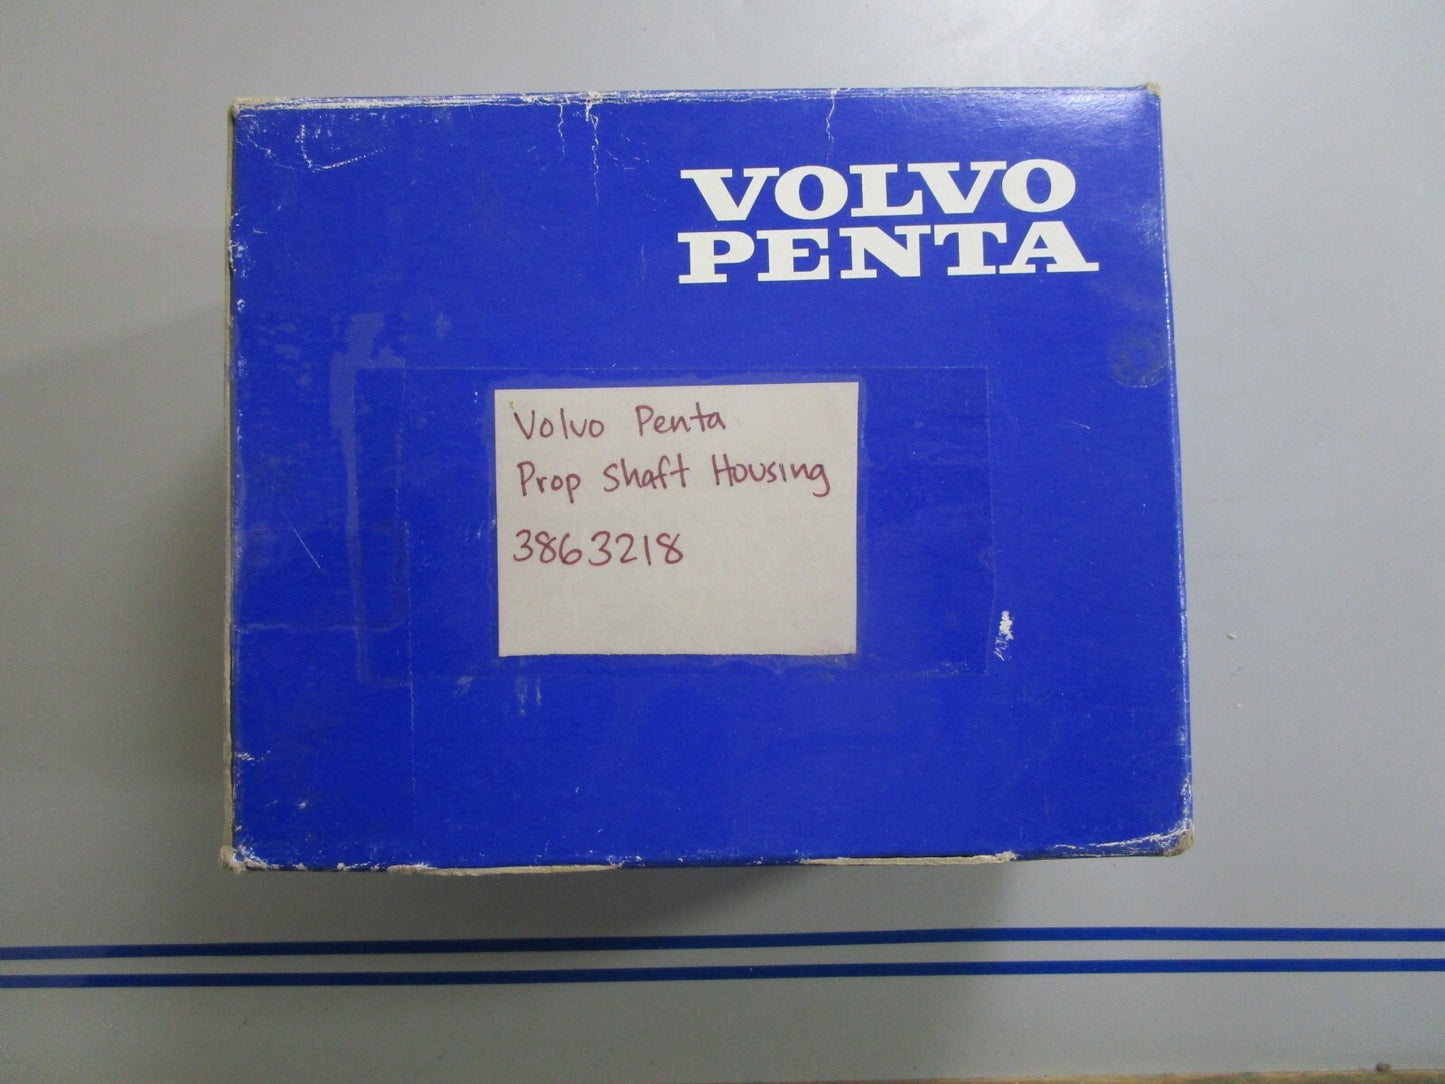 VOLVO
PENTA
Volvo Penta
Prop Shaft Housing
3863218